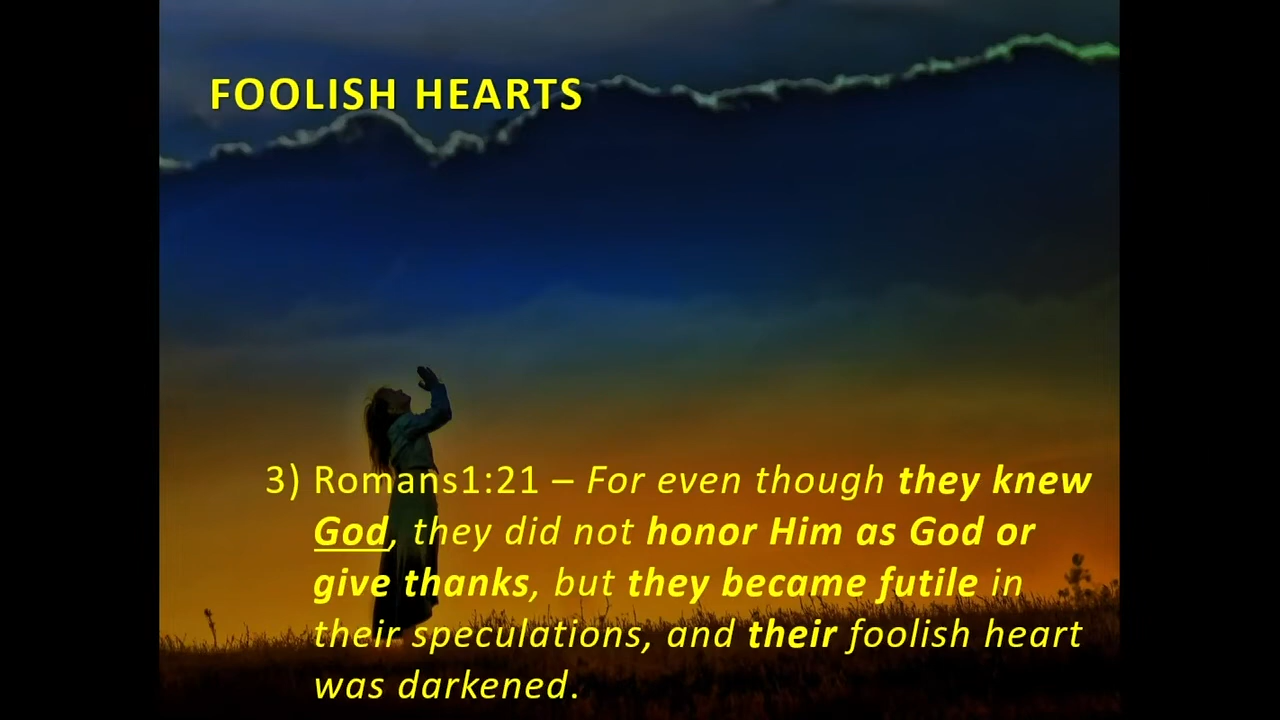 FOOLISH HEARTS
3) Romans1:21 – For even though they knew
God, they did not honor Him as God or
give thanks, but they became futile in
their speculations, and their foolish heart
was darkened.